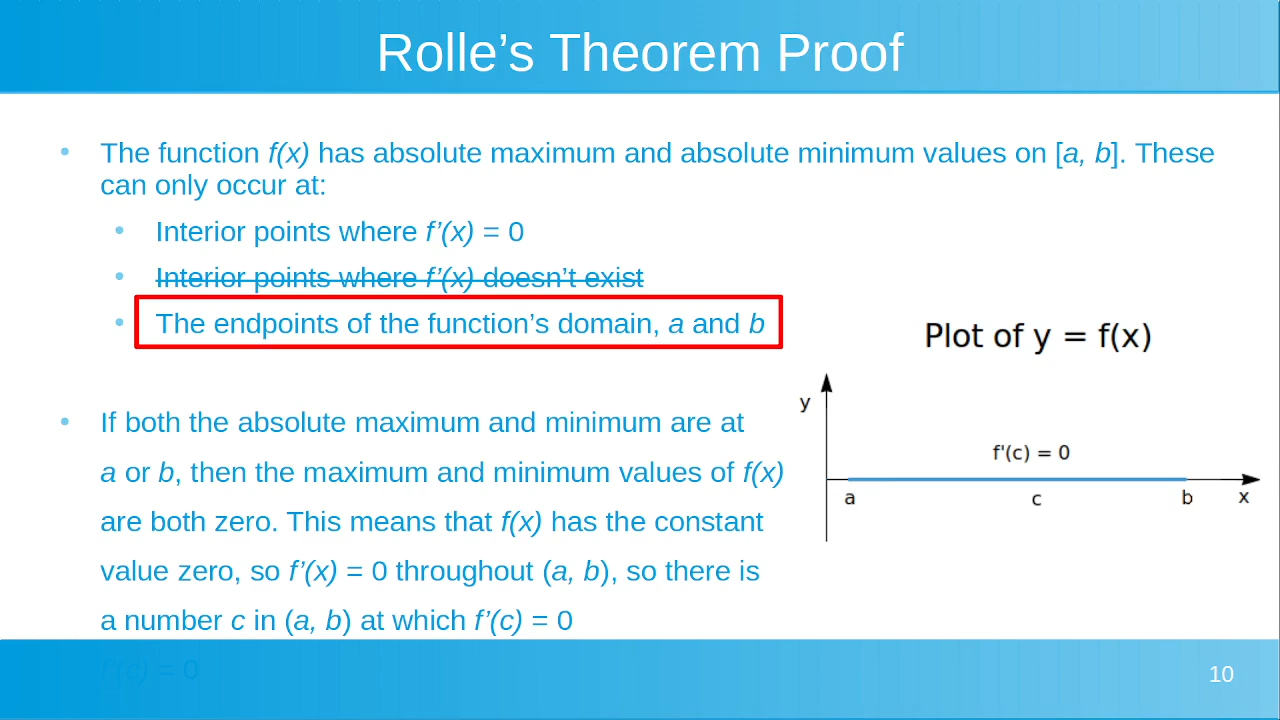 Rolle’s Theorem Proof
• The function f(x) has absolute maximum and absolute minimum values on [a, b]. These
can only occur at:
• Interior points where f’(x) = 0
• Interior points where f’(x) doesn’t exist
• The endpoints of the function’s domain, a and b
• If both the absolute maximum and minimum are at
a or b, then the maximum and minimum values of f(x)
are both zero. This means that f(x) has the constant
value zero, so f’(x) = 0 throughout (a, b), so there is
a number c in (a, b) at which f’(c) = 0
f’(c) = 0
Plot of y = f(x)
y
f'(c) = 0
a c b x
10